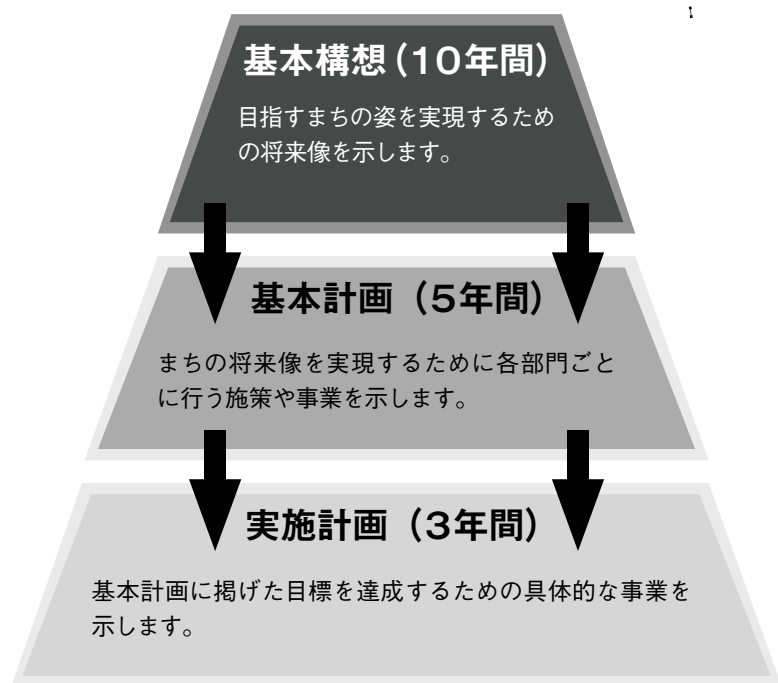 基本構想（10年間）
目指すまちの姿を実現するため
の将来像を示します。
基本計画（5年間）
まちの将来像を実現するために各部門ごと
に行う施策や事業を示します。
実施計画（3年間）
基本計画に掲げた目標を達成するための具体的な事業を
示します。